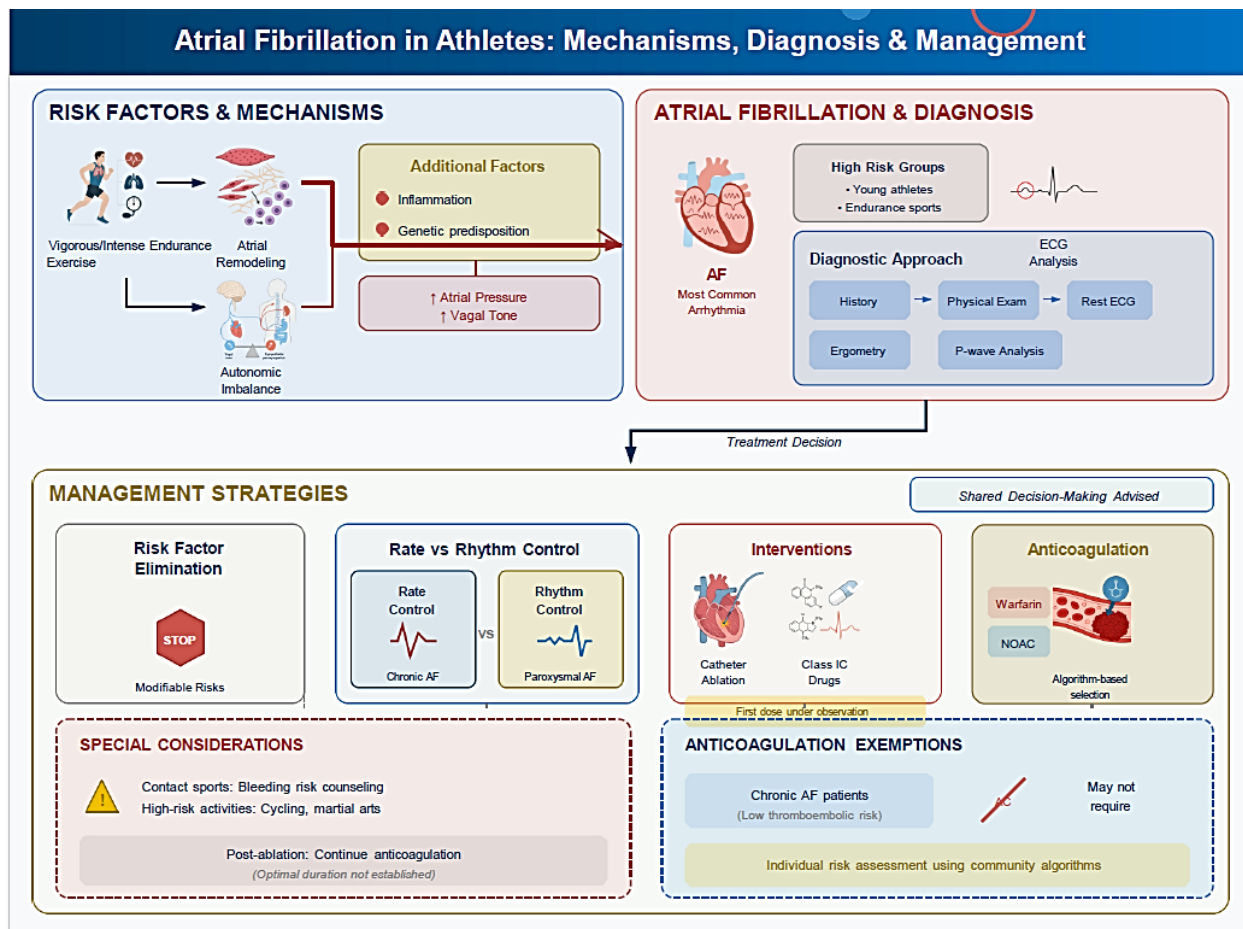 Atrial Fibrillation in Athletes: Mechanisms, Diagnosis & Management
RISK FACTORS & MECHANISMS
Vigorous/Intense Endurance
Exercise
Atrial
Remodeling
Autonomic
Imbalance
Additional Factors
Inflammation
Genetic predisposition
↑ Atrial Pressure
↑ Vagal Tone
ATRIAL FIBRILLATION & DIAGNOSIS
AF
Most Common
Arrhythmia
High Risk Groups
• Young athletes
• Endurance sports
Diagnostic Approach
ECG
Analysis
History
Physical Exam
Rest ECG
Ergometry
P-wave Analysis
Treatment Decision
MANAGEMENT STRATEGIES
Shared Decision-Making Advised
Risk Factor
Elimination
STOP
Modifiable Risks
Rate vs Rhythm Control
Rate
Control
Chronic AF
vs
Rhythm
Control
Paroxysmal AF
Interventions
Catheter
Ablation
Class IC
Drugs
First dose under observation
Anticoagulation
Warfarin
NOAC
Algorithm-based
selection
SPECIAL CONSIDERATIONS
!
Contact sports: Bleeding risk counseling
High-risk activities: Cycling, martial arts
Post-ablation: Continue anticoagulation
(Optimal duration not established)
ANTICOAGULATION EXEMPTIONS
Chronic AF patients
(Low thromboembolic risk)
AC
May not
require
Individual risk assessment using community algorithms